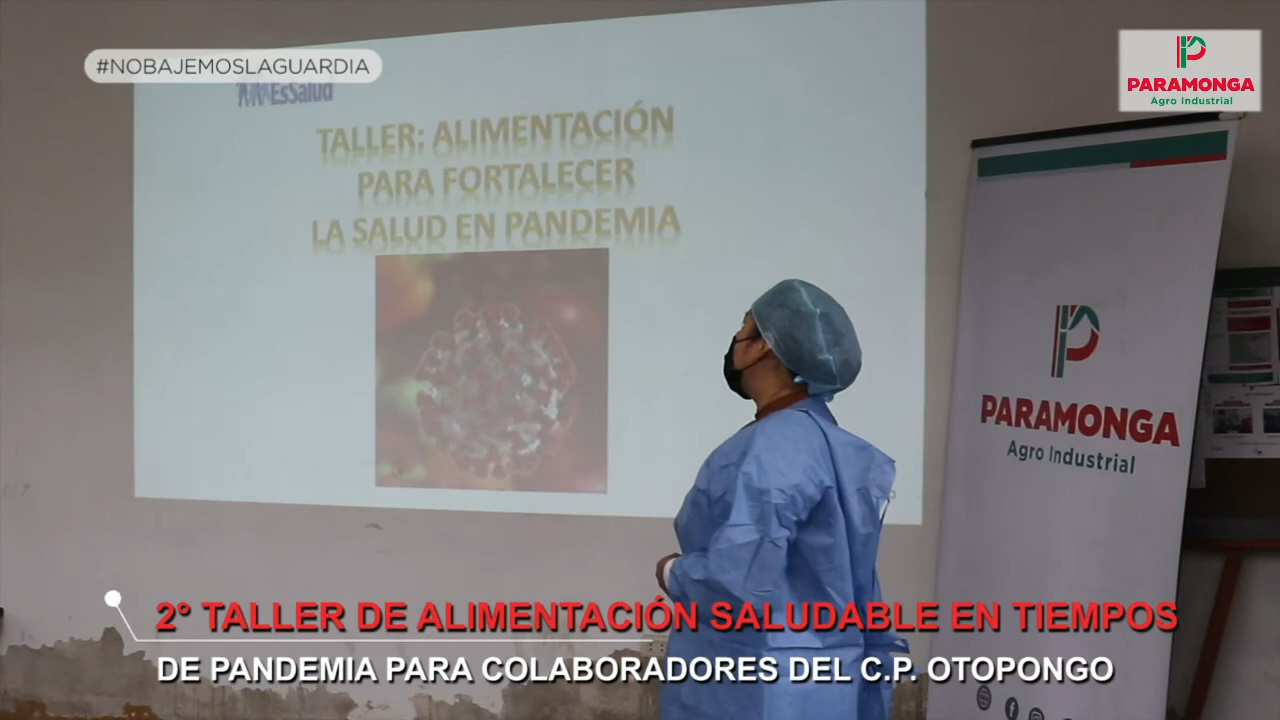 #NOBAJEMOSLAGUARDIA
PARAMONGA
Agro Industrial
EsSalud
TALLER: ALIMENTACIÓN
PARA FORTALECER
LA SALUD EN PANDEMIA
PARAMONGA
Agro Industrial
2° TALLER DE ALIMENTACIÓN SALUDABLE EN TIEMPOS
DE PANDEMIA PARA COLABORADORES DEL C.P. OTOPONGO